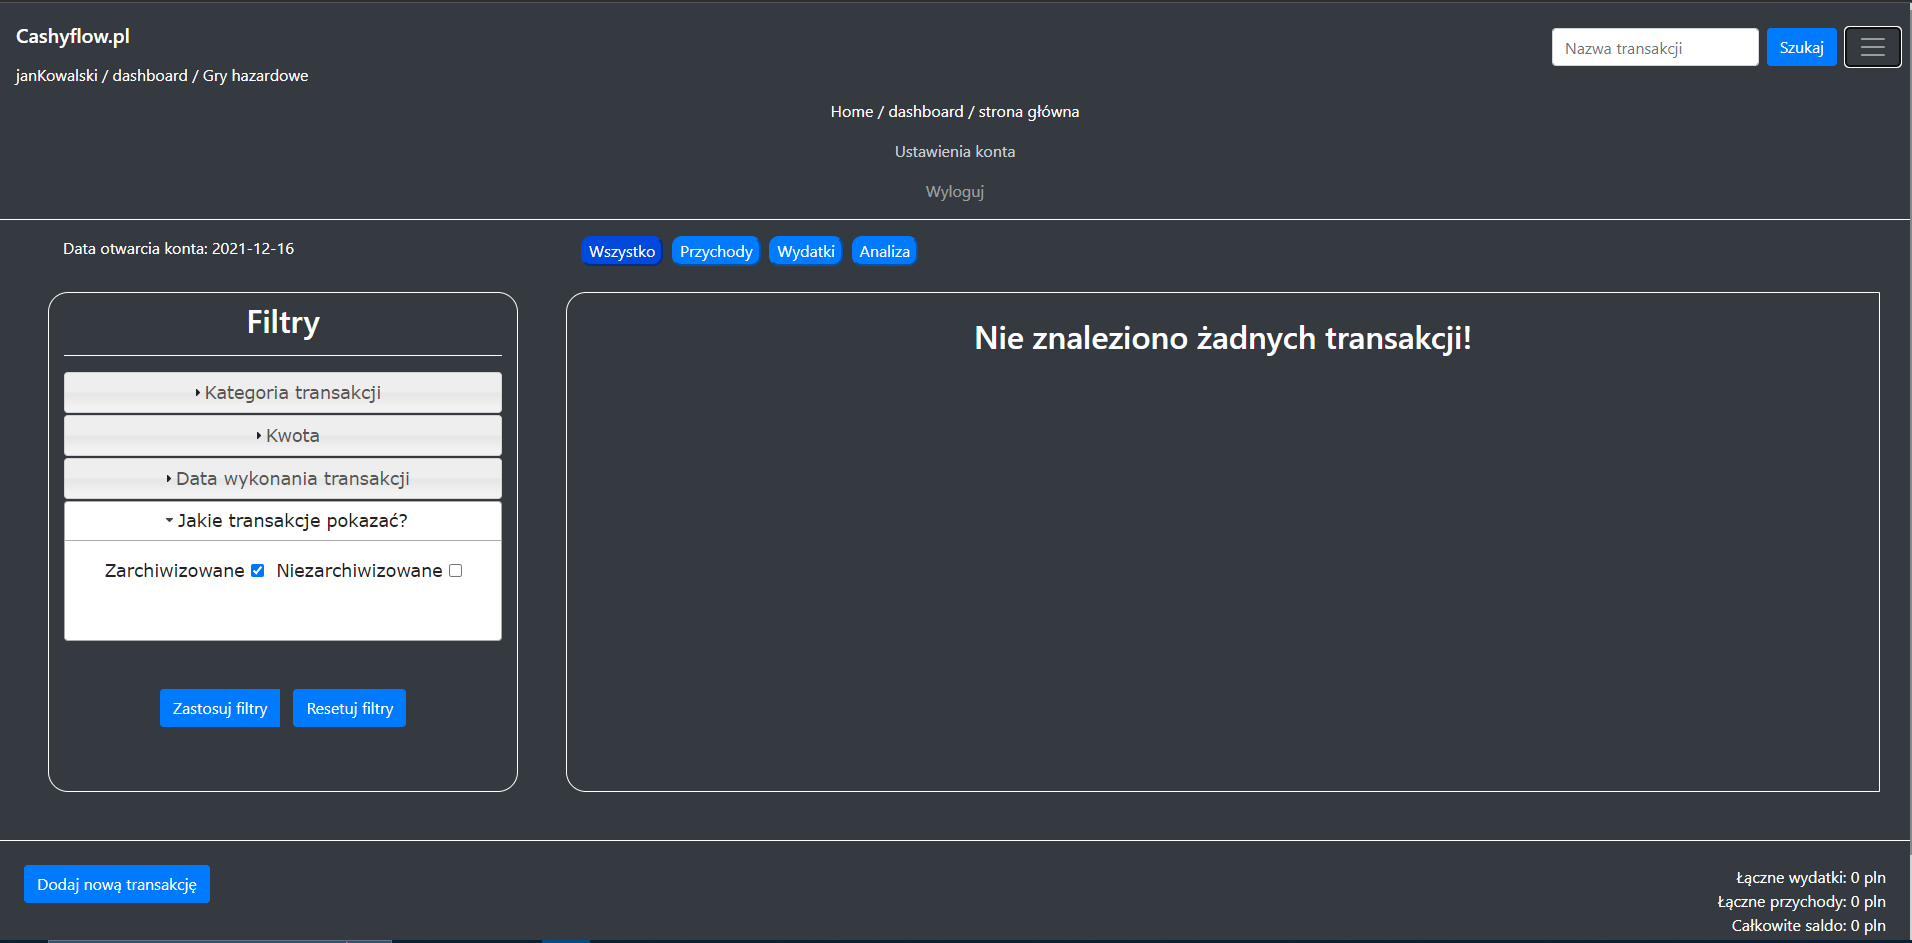 Cashyflow.pl
Nazwa transakcji
Szukaj
janKowalski / dashboard / Gry hazardowe
Home / dashboard / strona główna
Ustawienia konta
Wyloguj
Data otwarcia konta: 2021-12-16
Wszystko
Przychody
Wydatki
Analiza
Filtry
Kategoria transakcji
Kwota
Data wykonania transakcji
Jakie transakcje pokazać?
Zarchiwizowane Niezarchiwizowane
Zastosuj filtry
Resetuj filtry
Nie znaleziono żadnych transakcji!
Dodaj nową transakcję
Łączne wydatki: 0 pln
Łączne przychody: 0 pln
Całkowite saldo: 0 pln